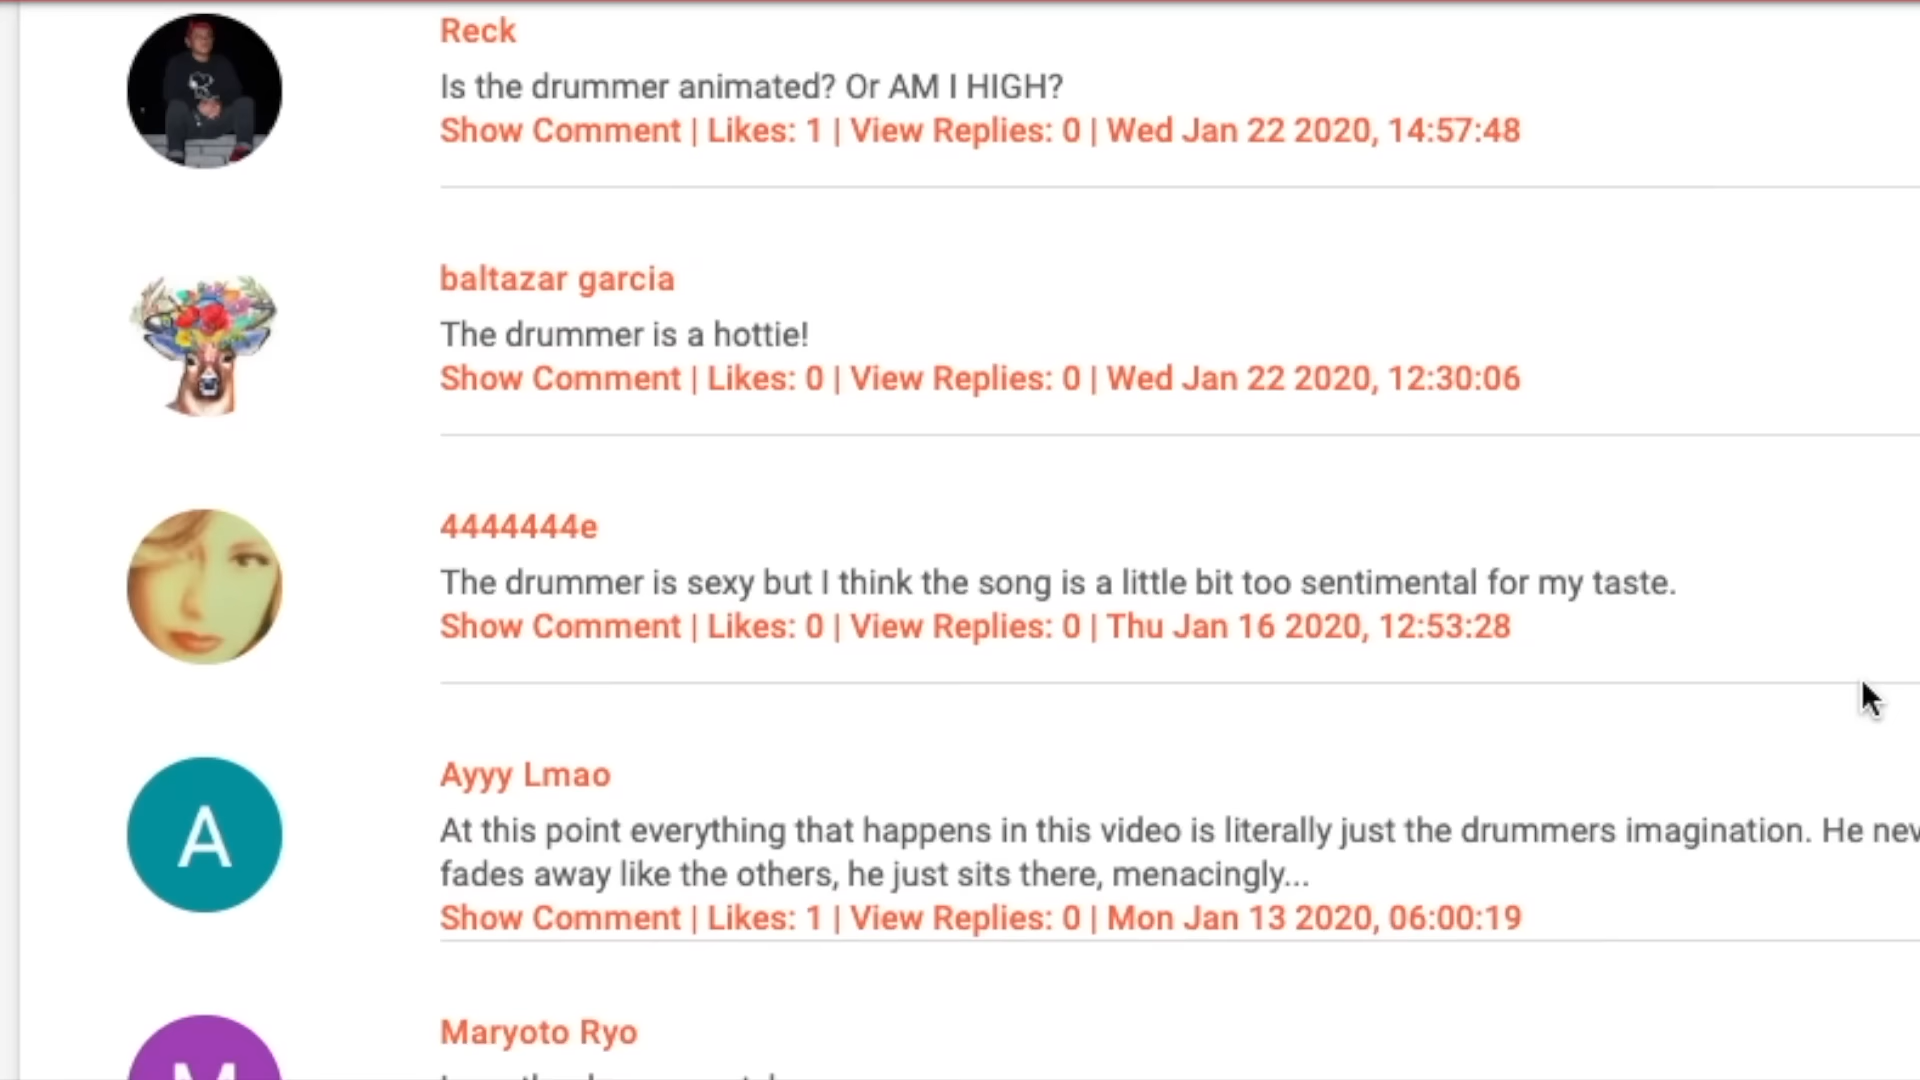 Reck
Is the drummer animated? Or AM I HIGH?
Show Comment | Likes: 1 | View Replies: 0 | Wed Jan 22 2020, 14:57:48
baltazar garcia
The drummer is a hottie!
Show Comment | Likes: 0 | View Replies: 0 | Wed Jan 22 2020, 12:30:06
4444444e
The drummer is sexy but I think the song is a little bit too sentimental for my taste.
Show Comment | Likes: 0 | View Replies: 0 | Thu Jan 16 2020, 12:53:28
A
Ayyy Lmao
At this point everything that happens in this video is literally just the drummers imagination. He nev
fades away like the others, he just sits there, menacingly...
Show Comment | Likes: 1 | View Replies: 0 | Mon Jan 13 2020, 06:00:19
M
Maryoto Ryo